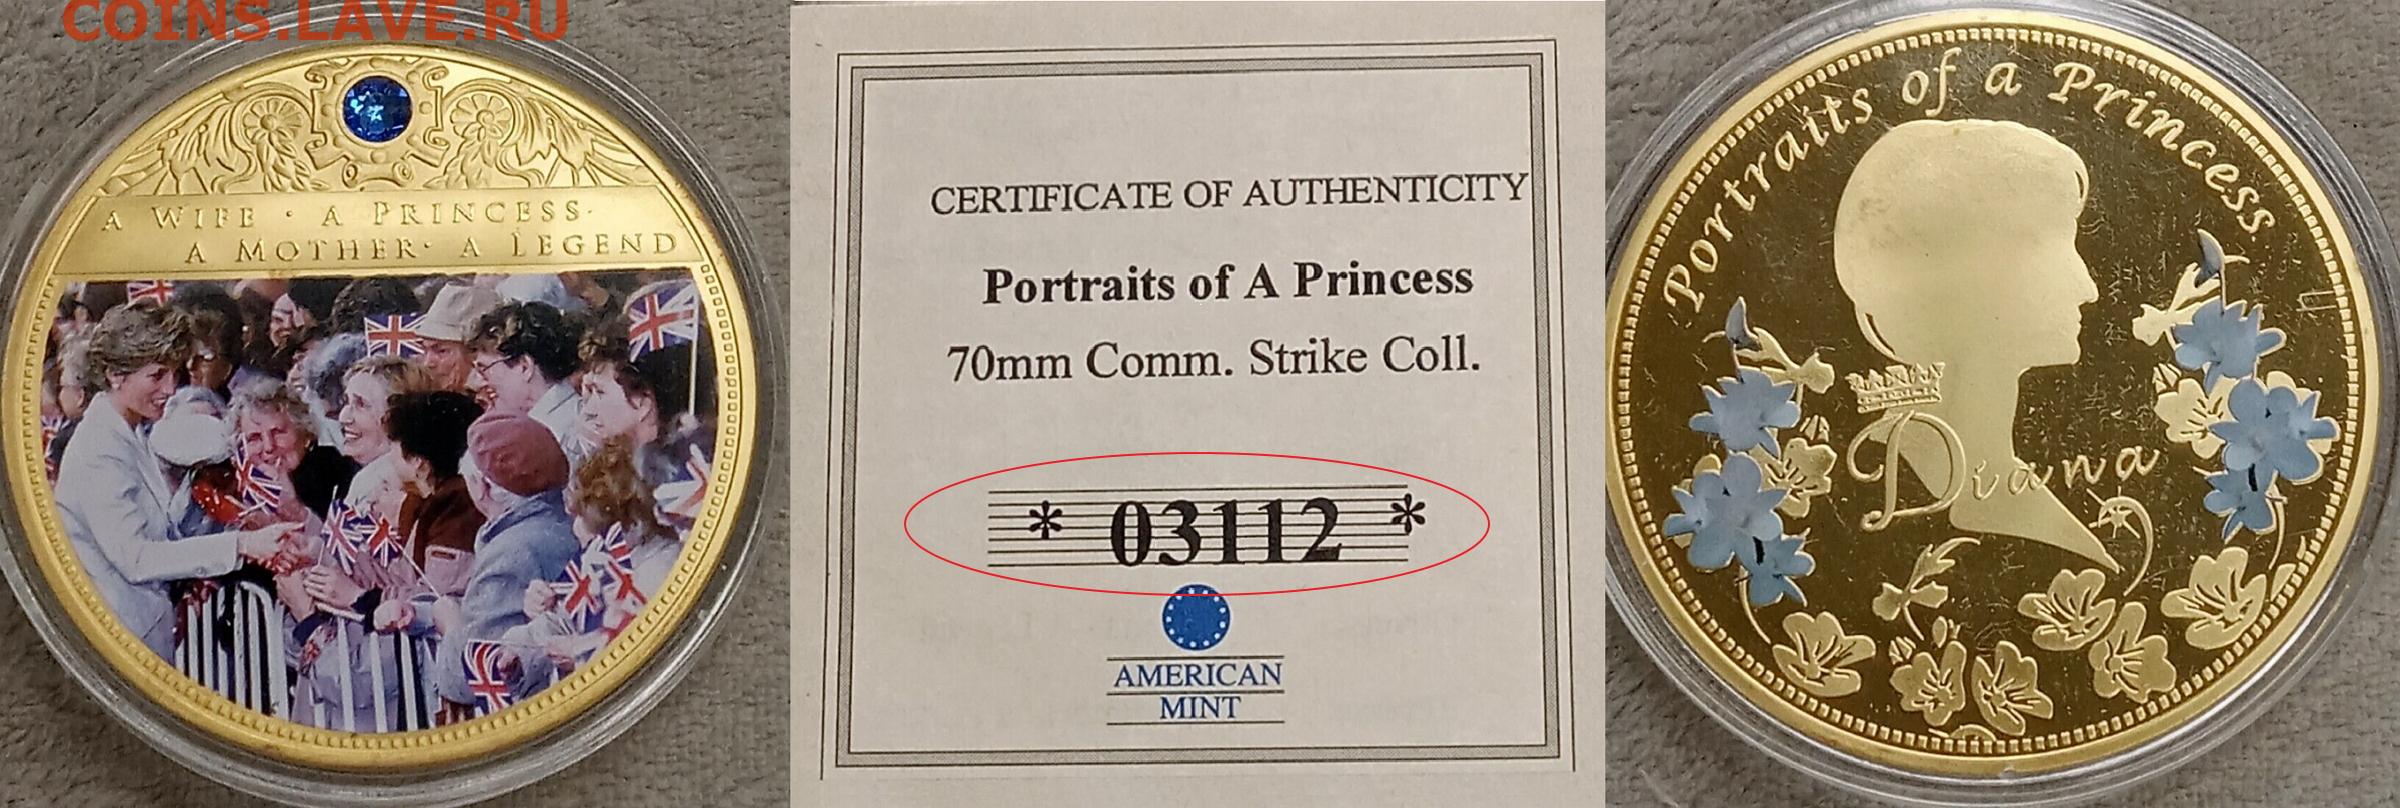 COINS.LAVE.RU
A WIFE · A PRINCESS·
A MOTHER· A LEGEND
CERTIFICATE OF AUTHENTICITY
Portraits of A Princess
70mm Comm. Strike Coll.
* 03112 *
AMERICAN
MINT
Portraits of a Princess
Diana